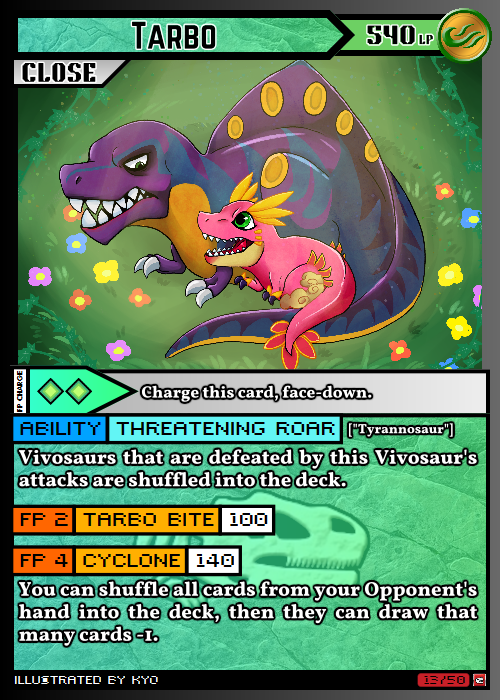 TARBO
540 LP
CLOSE
FP CHARGE
Charge this card, face-down.
ABILITY THREATENING ROAR ["Tyrannosaur"]
Vivosaurs that are defeated by this Vivosaur's
attacks are shuffled into the deck.
FP 2 TARBO BITE 100
FP 4 CYCLONE 140
You can shuffle all cards from your Opponent's
hand into the deck, then they can draw that
many cards -1.
ILLUSTRATED BY KYO
13/50